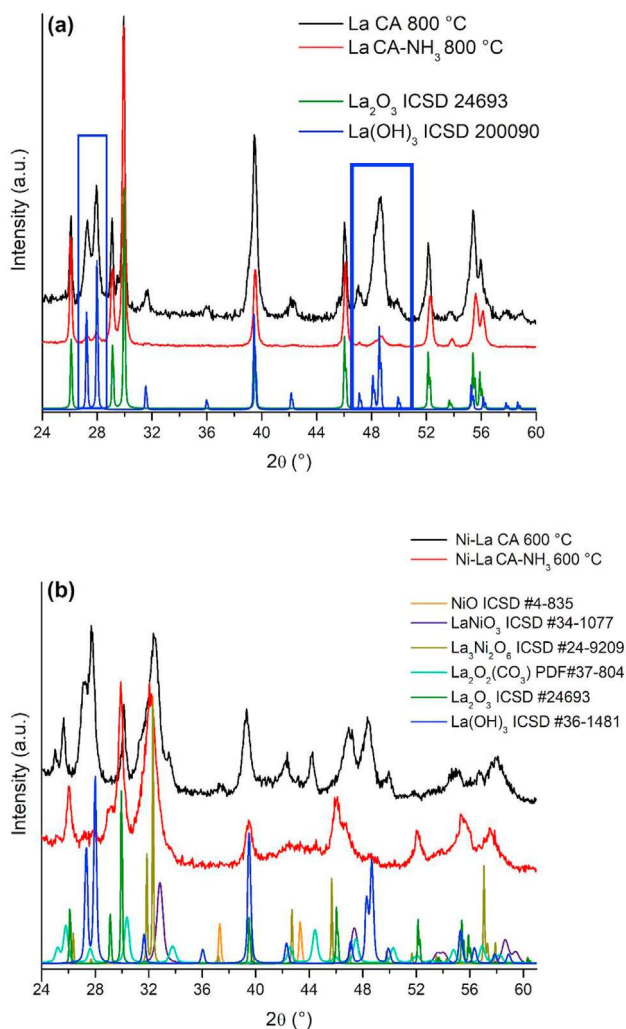 (a)
La CA 800 °C
La CA-NH₃ 800 °C
La₂O₃ ICSD 24693
La(OH)₃ ICSD 200090
Intensity (a.u.)
24 28 32 36 40 44 48 52 56 60
2θ (°)
(b)
Ni-La CA 600 °C
Ni-La CA-NH₃ 600 °C
NiO ICSD #4-835
LaNiO₃ ICSD #34-1077
La₃Ni₂O₆ ICSD #24-9209
La₂O₂(CO₃) PDF#37-804
La₂O₃ ICSD #24693
La(OH)₃ ICSD #36-1481
Intensity (a.u.)
24 28 32 36 40 44 48 52 56 60
2θ (°)